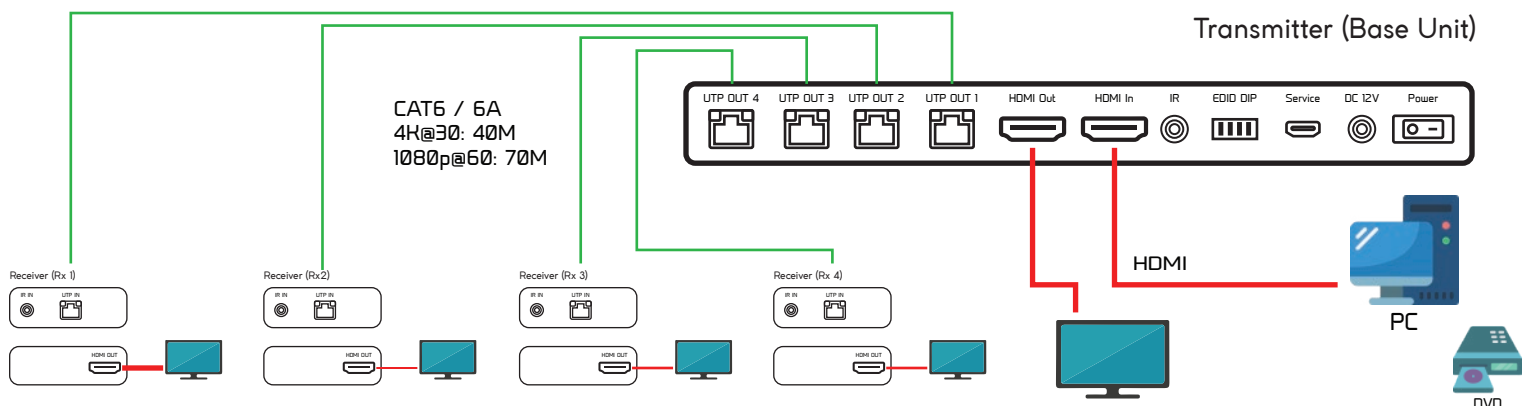 Transmitter (Base Unit)
UTP OUT 4 UTP OUT 3 UTP OUT 2 UTP OUT 1 HDMI Out HDMI In IR EDID DIP Service DC 12V Power
CAT6 / 6A
4K@30: 40M
1080p@60: 70M
HDMI
Receiver (Rx 1) Receiver (Rx2) Receiver (Rx 3) Receiver (Rx 4)
IR IN UTP IN IR IN UTP IN IR IN UTP IN IR IN UTP IN
PC
HDMI OUT HDMI OUT HDMI OUT HDMI OUT
DVD